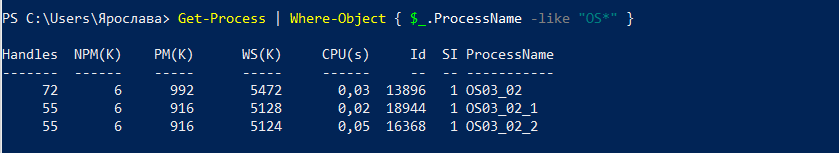 PS C:\Users\Ярослава> Get-Process | Where-Object { $_.ProcessName -like "OS*" }
Handles  NPM(K)    PM(K)      WS(K)     CPU(s)     Id  SI ProcessName
-------  ------    -----      -----     ------     --  -- -----------
     72       6      992       5472       0,03  13896   1 OS03_02
     55       6      916       5128       0,02  18944   1 OS03_02_1
     55       6      916       5124       0,05  16368   1 OS03_02_2